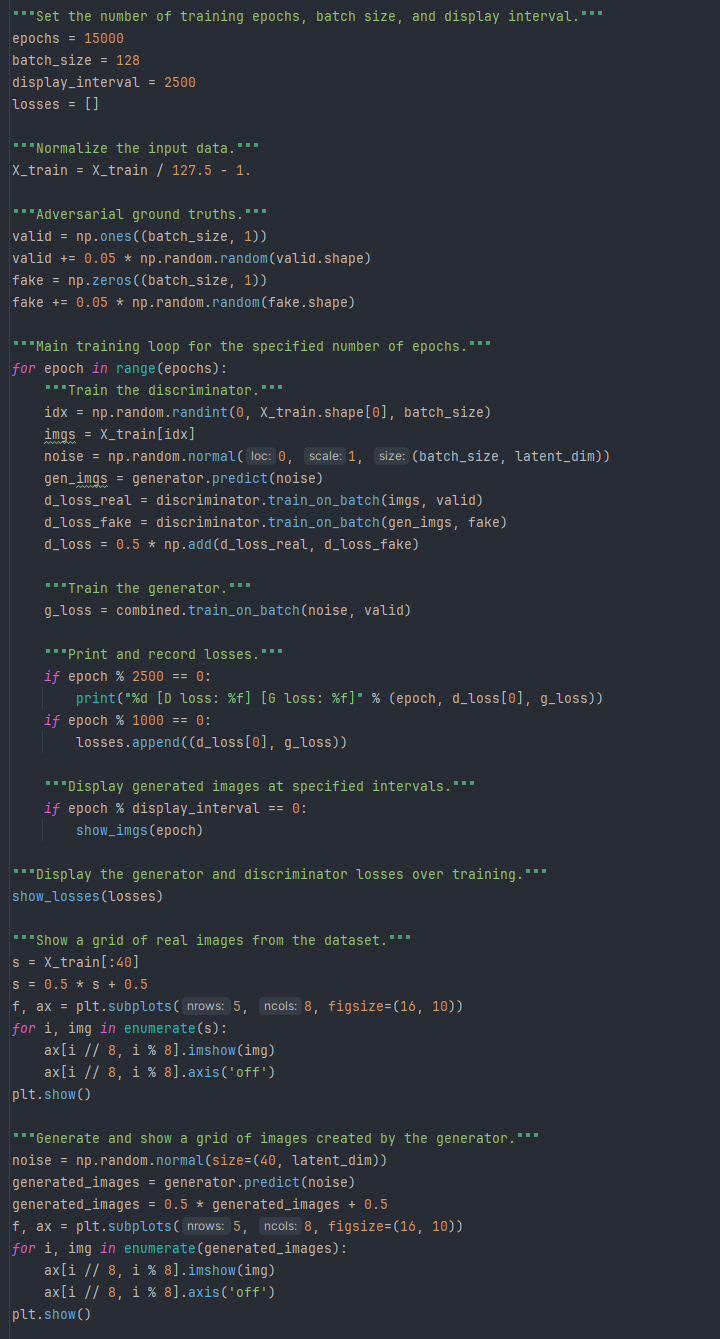 """Set the number of training epochs, batch size, and display interval."""
epochs = 15000
batch_size = 128
display_interval = 2500
losses = []
"""Normalize the input data."""
X_train = X_train / 127.5 - 1.
"""Adversarial ground truths."""
valid = np.ones((batch_size, 1))
valid += 0.05 * np.random.random(valid.shape)
fake = np.zeros((batch_size, 1))
fake += 0.05 * np.random.random(fake.shape)
"""Main training loop for the specified number of epochs."""
for epoch in range(epochs):
    """Train the discriminator."""
    idx = np.random.randint(0, X_train.shape[0], batch_size)
    imgs = X_train[idx]
    noise = np.random.normal( loc: 0,  scale: 1,  size: (batch_size, latent_dim))
    gen_imgs = generator.predict(noise)
    d_loss_real = discriminator.train_on_batch(imgs, valid)
    d_loss_fake = discriminator.train_on_batch(gen_imgs, fake)
    d_loss = 0.5 * np.add(d_loss_real, d_loss_fake)
    """Train the generator."""
    g_loss = combined.train_on_batch(noise, valid)
    """Print and record losses."""
    if epoch % 2500 == 0:
        print("%d [D loss: %f] [G loss: %f]" % (epoch, d_loss[0], g_loss))
    if epoch % 1000 == 0:
        losses.append((d_loss[0], g_loss))
    """Display generated images at specified intervals."""
    if epoch % display_interval == 0:
        show_imgs(epoch)
"""Display the generator and discriminator losses over training."""
show_losses(losses)
"""Show a grid of real images from the dataset."""
s = X_train[:40]
s = 0.5 * s + 0.5
f, ax = plt.subplots( nrows: 5,  ncols: 8, figsize=(16, 10))
for i, img in enumerate(s):
    ax[i // 8, i % 8].imshow(img)
    ax[i // 8, i % 8].axis('off')
plt.show()
"""Generate and show a grid of images created by the generator."""
noise = np.random.normal(size=(40, latent_dim))
generated_images = generator.predict(noise)
generated_images = 0.5 * generated_images + 0.5
f, ax = plt.subplots( nrows: 5,  ncols: 8, figsize=(16, 10))
for i, img in enumerate(generated_images):
    ax[i // 8, i % 8].imshow(img)
    ax[i // 8, i % 8].axis('off')
plt.show()